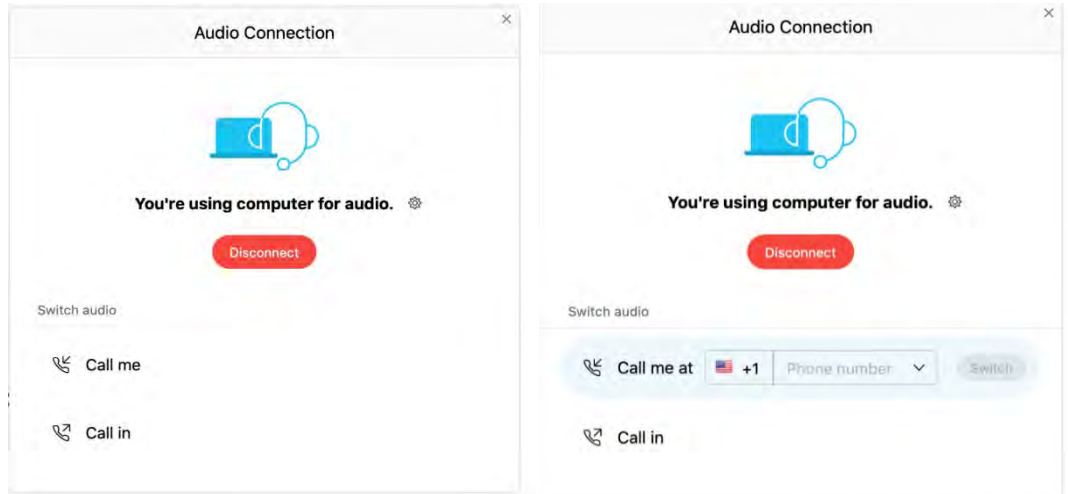 Audio Connection
You're using computer for audio.
Disconnect
Switch audio
Call me
Call in
Audio Connection
You're using computer for audio.
Disconnect
Switch audio
Call me at +1 Phone number Switch
Call in